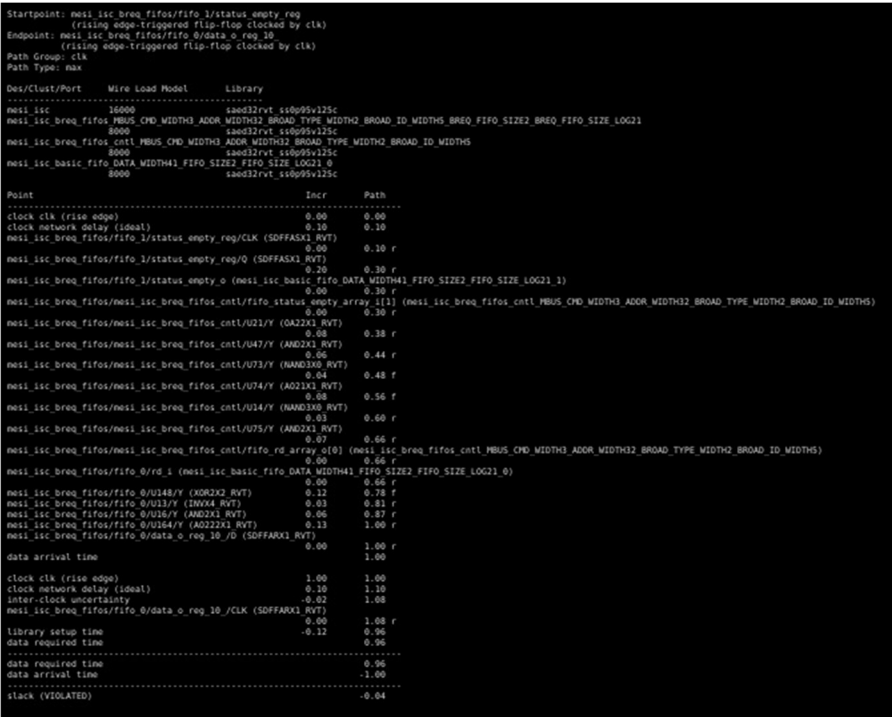 Startpoint: mesi_isc_breq_fifos/fifo_1/status_empty_reg
(rising edge-triggered flip-flop clocked by clk)
Endpoint: mesi_isc_breq_fifos/fifo_0/data_o_reg_10_
(rising edge-triggered flip-flop clocked by clk)
Path Group: clk
Path Type: max
Des/Clust/Port Wire Load Model Library
------------------------------------------------
mesi_isc 16000 saed32rvt_ss0p95v125c
mesi_isc_breq_fifos_MBUS_CMD_WIDTH3_ADDR_WIDTH32_BROAD_TYPE_WIDTH2_BROAD_ID_WIDTH5_BREQ_FIFO_SIZE2_BREQ_FIFO_SIZE_LOG21
8000 saed32rvt_ss0p95v125c
mesi_isc_breq_fifos_cntl_MBUS_CMD_WIDTH3_ADDR_WIDTH32_BROAD_TYPE_WIDTH2_BROAD_ID_WIDTH5
8000 saed32rvt_ss0p95v125c
mesi_isc_basic_fifo_DATA_WIDTH41_FIFO_SIZE2_FIFO_SIZE_LOG21_0
8000 saed32rvt_ss0p95v125c
Point Incr Path
--------------------------------------------------------------------------
clock clk (rise edge) 0.00 0.00
clock network delay (ideal) 0.10 0.10
mesi_isc_breq_fifos/fifo_1/status_empty_reg/CLK (SDFFASX1_RVT)
0.00 0.10 r
mesi_isc_breq_fifos/fifo_1/status_empty_reg/Q (SDFFASX1_RVT)
0.20 0.30 r
mesi_isc_breq_fifos/fifo_1/status_empty_o (mesi_isc_basic_fifo_DATA_WIDTH41_FIFO_SIZE2_FIFO_SIZE_LOG21_1)
0.00 0.30 r
mesi_isc_breq_fifos/mesi_isc_breq_fifos_cntl/fifo_status_empty_array_i[1] (mesi_isc_breq_fifos_cntl_MBUS_CMD_WIDTH3_ADDR_WIDTH32_BROAD_TYPE_WIDTH2_BROAD_ID_WIDTH5)
0.00 0.30 r
mesi_isc_breq_fifos/mesi_isc_breq_fifos_cntl/U21/Y (OA22X1_RVT)
0.08 0.38 r
mesi_isc_breq_fifos/mesi_isc_breq_fifos_cntl/U47/Y (AND2X1_RVT)
0.06 0.44 r
mesi_isc_breq_fifos/mesi_isc_breq_fifos_cntl/U73/Y (NAND3X0_RVT)
0.04 0.48 f
mesi_isc_breq_fifos/mesi_isc_breq_fifos_cntl/U74/Y (AO21X1_RVT)
0.08 0.56 f
mesi_isc_breq_fifos/mesi_isc_breq_fifos_cntl/U14/Y (NAND3X0_RVT)
0.03 0.60 r
mesi_isc_breq_fifos/mesi_isc_breq_fifos_cntl/U75/Y (AND2X1_RVT)
0.07 0.66 r
mesi_isc_breq_fifos/mesi_isc_breq_fifos_cntl/fifo_rd_array_o[0] (mesi_isc_breq_fifos_cntl_MBUS_CMD_WIDTH3_ADDR_WIDTH32_BROAD_TYPE_WIDTH2_BROAD_ID_WIDTH5)
0.00 0.66 r
mesi_isc_breq_fifos/fifo_0/rd_i (mesi_isc_basic_fifo_DATA_WIDTH41_FIFO_SIZE2_FIFO_SIZE_LOG21_0)
0.00 0.66 r
mesi_isc_breq_fifos/fifo_0/U148/Y (XOR2X2_RVT) 0.12 0.78 f
mesi_isc_breq_fifos/fifo_0/U13/Y (INVX4_RVT) 0.03 0.81 r
mesi_isc_breq_fifos/fifo_0/U16/Y (AND2X1_RVT) 0.06 0.87 r
mesi_isc_breq_fifos/fifo_0/U164/Y (AO222X1_RVT) 0.13 1.00 r
mesi_isc_breq_fifos/fifo_0/data_o_reg_10_/D (SDFFARX1_RVT)
0.00 1.00 r
data arrival time 1.00
clock clk (rise edge) 1.00 1.00
clock network delay (ideal) 0.10 1.10
inter-clock uncertainty -0.02 1.08
mesi_isc_breq_fifos/fifo_0/data_o_reg_10_/CLK (SDFFARX1_RVT)
0.00 1.08 r
library setup time -0.12 0.96
data required time 0.96
--------------------------------------------------------------------------
data required time 0.96
data arrival time -1.00
--------------------------------------------------------------------------
slack (VIOLATED) -0.04